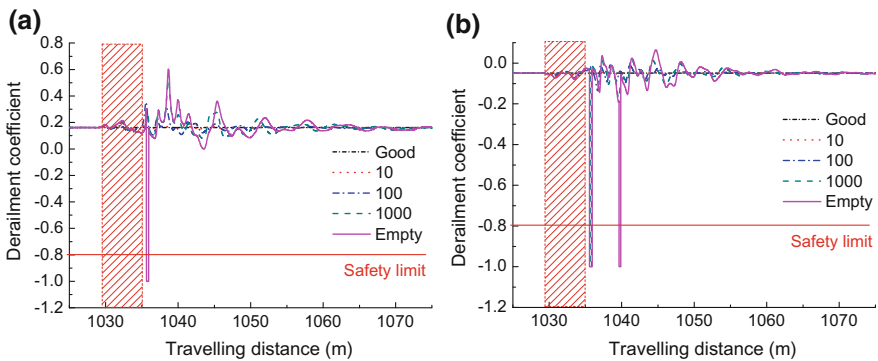 (a)
Derailment coefficient
0.8
0.6
0.4
0.2
0.0
-0.2
-0.4
-0.6
-0.8
-1.0
-1.2
Good
10
100
1000
Empty
Safety limit
1030 1040 1050 1060 1070
Travelling distance (m)
(b)
Derailment coefficient
0.0
-0.2
-0.4
-0.6
-0.8
-1.0
-1.2
Good
10
100
1000
Empty
Safety limit
1030 1040 1050 1060 1070
Travelling distance (m)